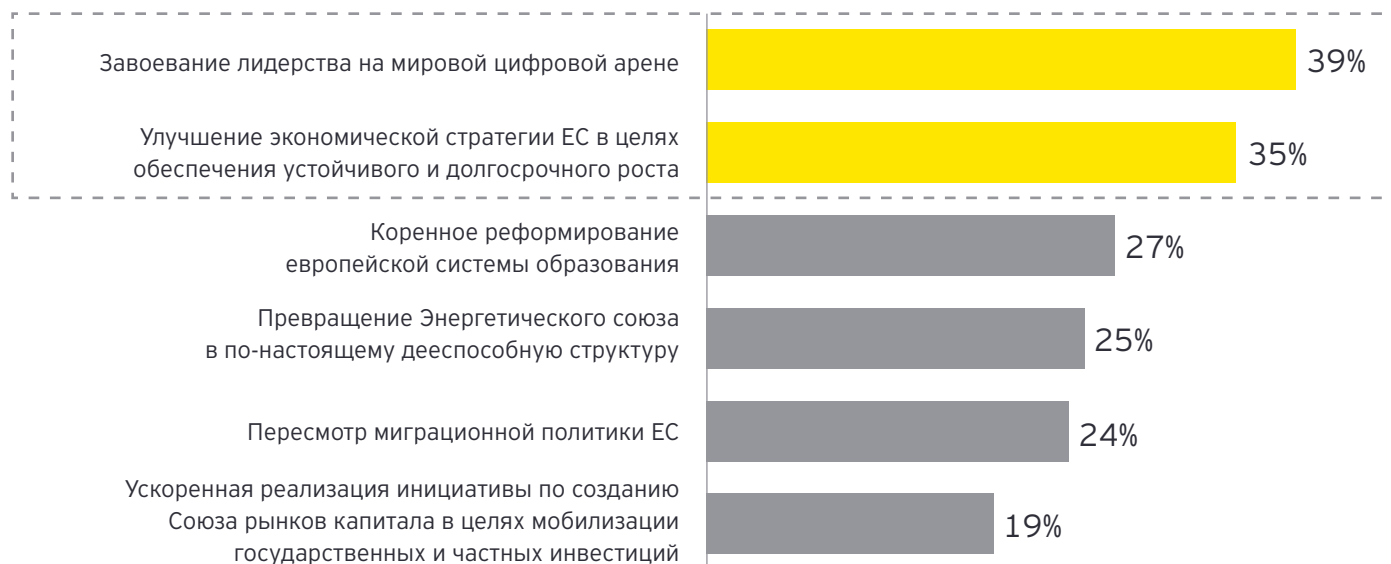 Завоевание лидерства на мировой цифровой арене
39%
Улучшение экономической стратегии ЕС в целях
обеспечения устойчивого и долгосрочного роста
35%
Коренное реформирование
европейской системы образования
27%
Превращение Энергетического союза
в по-настоящему дееспособную структуру
25%
Пересмотр миграционной политики ЕС
24%
Ускоренная реализация инициативы по созданию
Союза рынков капитала в целях мобилизации
государственных и частных инвестиций
19%